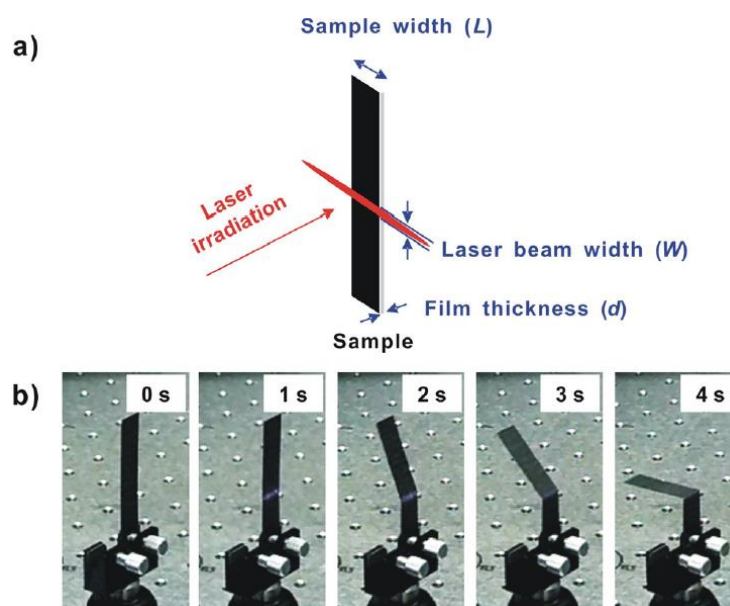 a)
Sample width (L)
Laser
irradiation
Laser beam width (W)
Film thickness (d)
Sample
b)
0 s
1 s
2 s
3 s
4 s